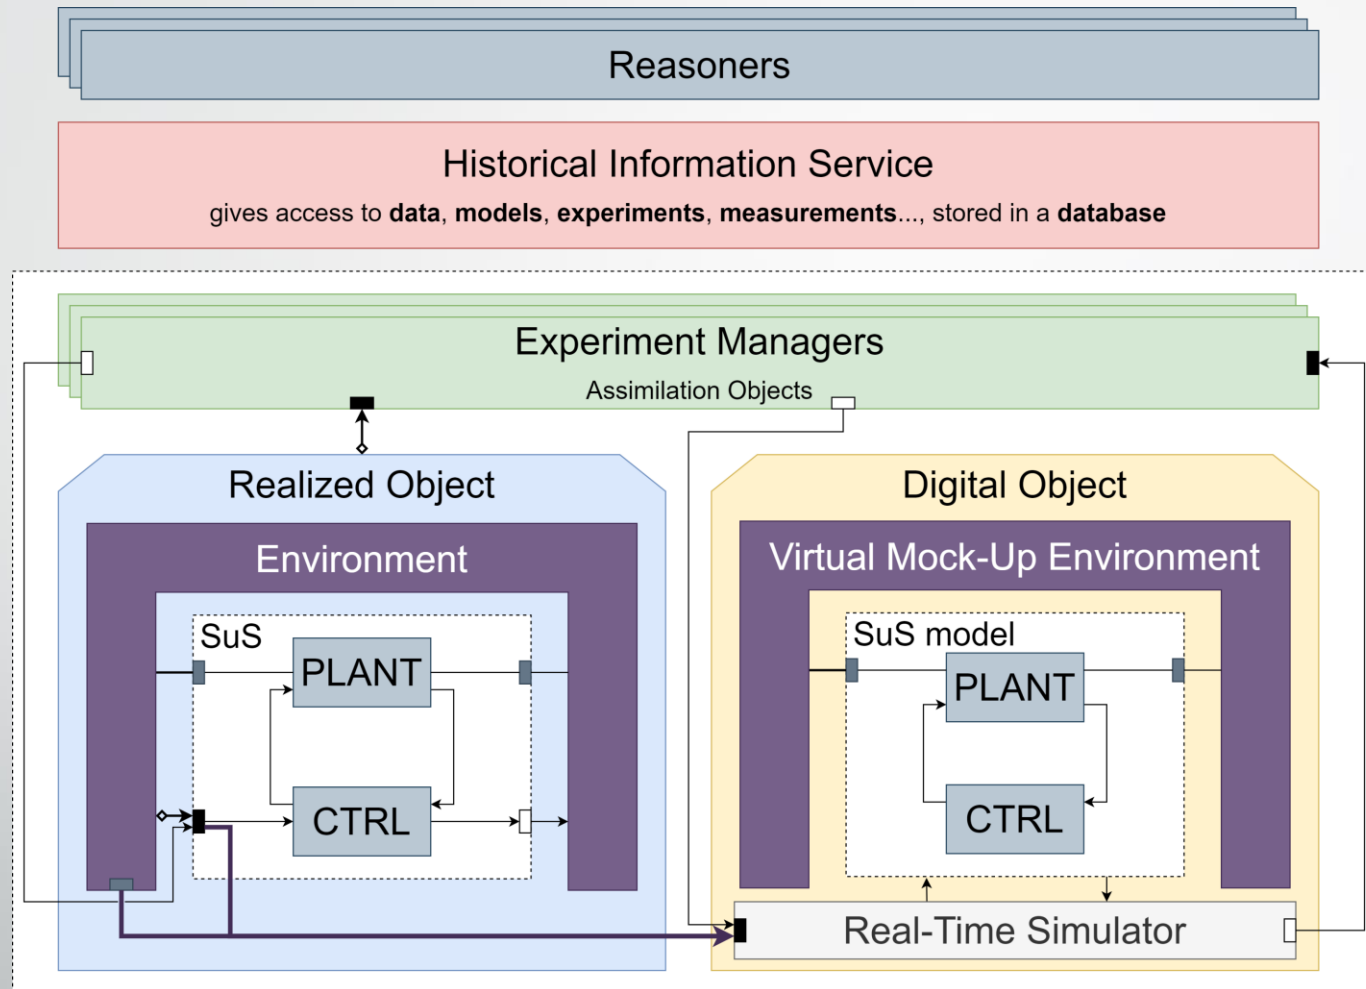 Reasoners
Historical Information Service
gives access to data, models, experiments, measurements..., stored in a database
Experiment Managers
Assimilation Objects
Realized Object
Environment
SuS
PLANT
CTRL
Digital Object
Virtual Mock-Up Environment
SuS model
PLANT
CTRL
Real-Time Simulator